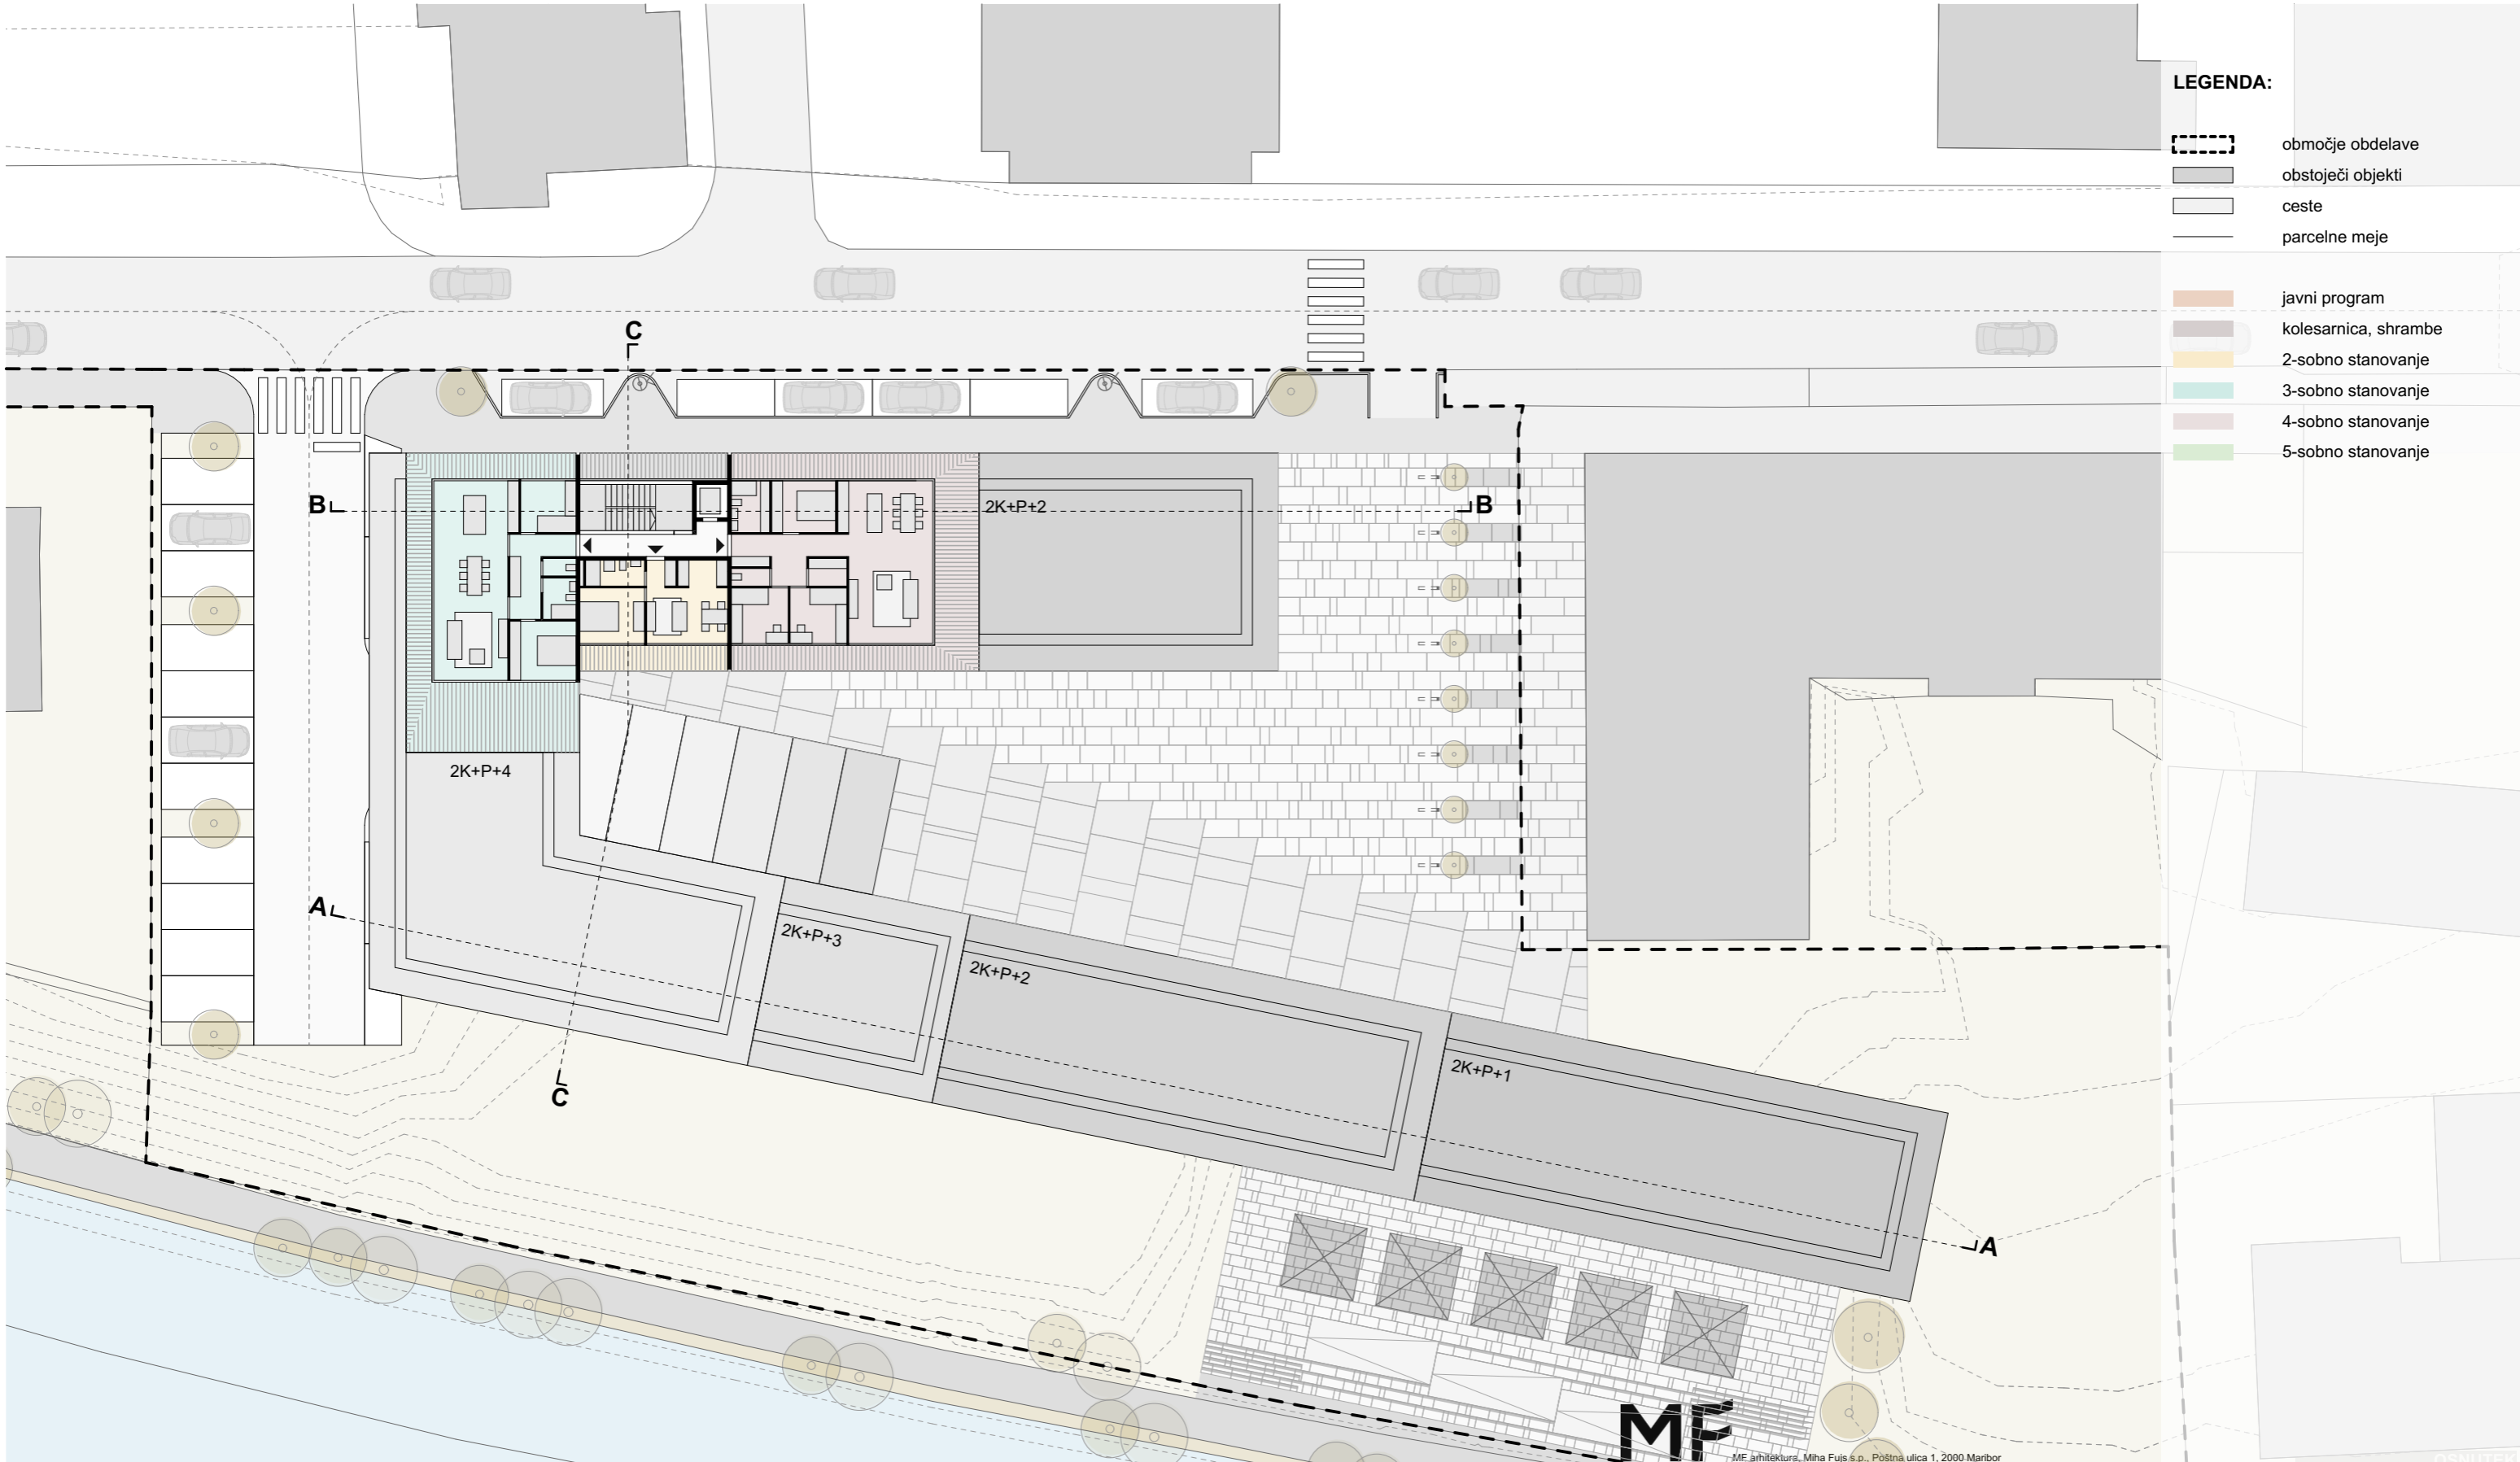 LEGENDA:
območje obdelave
obstoječi objekti
ceste
parcelne meje
javni program
kolesarnica, shrambe
2-sobno stanovanje
3-sobno stanovanje
4-sobno stanovanje
5-sobno stanovanje
C
B
2K+P+2
B
2K+P+4
A
2K+P+3
2K+P+2
2K+P+1
C
A
MF
MF arhitektura, Miha Fujs s.p., Poštna ulica 1, 2000 Maribor
OSNUTEK